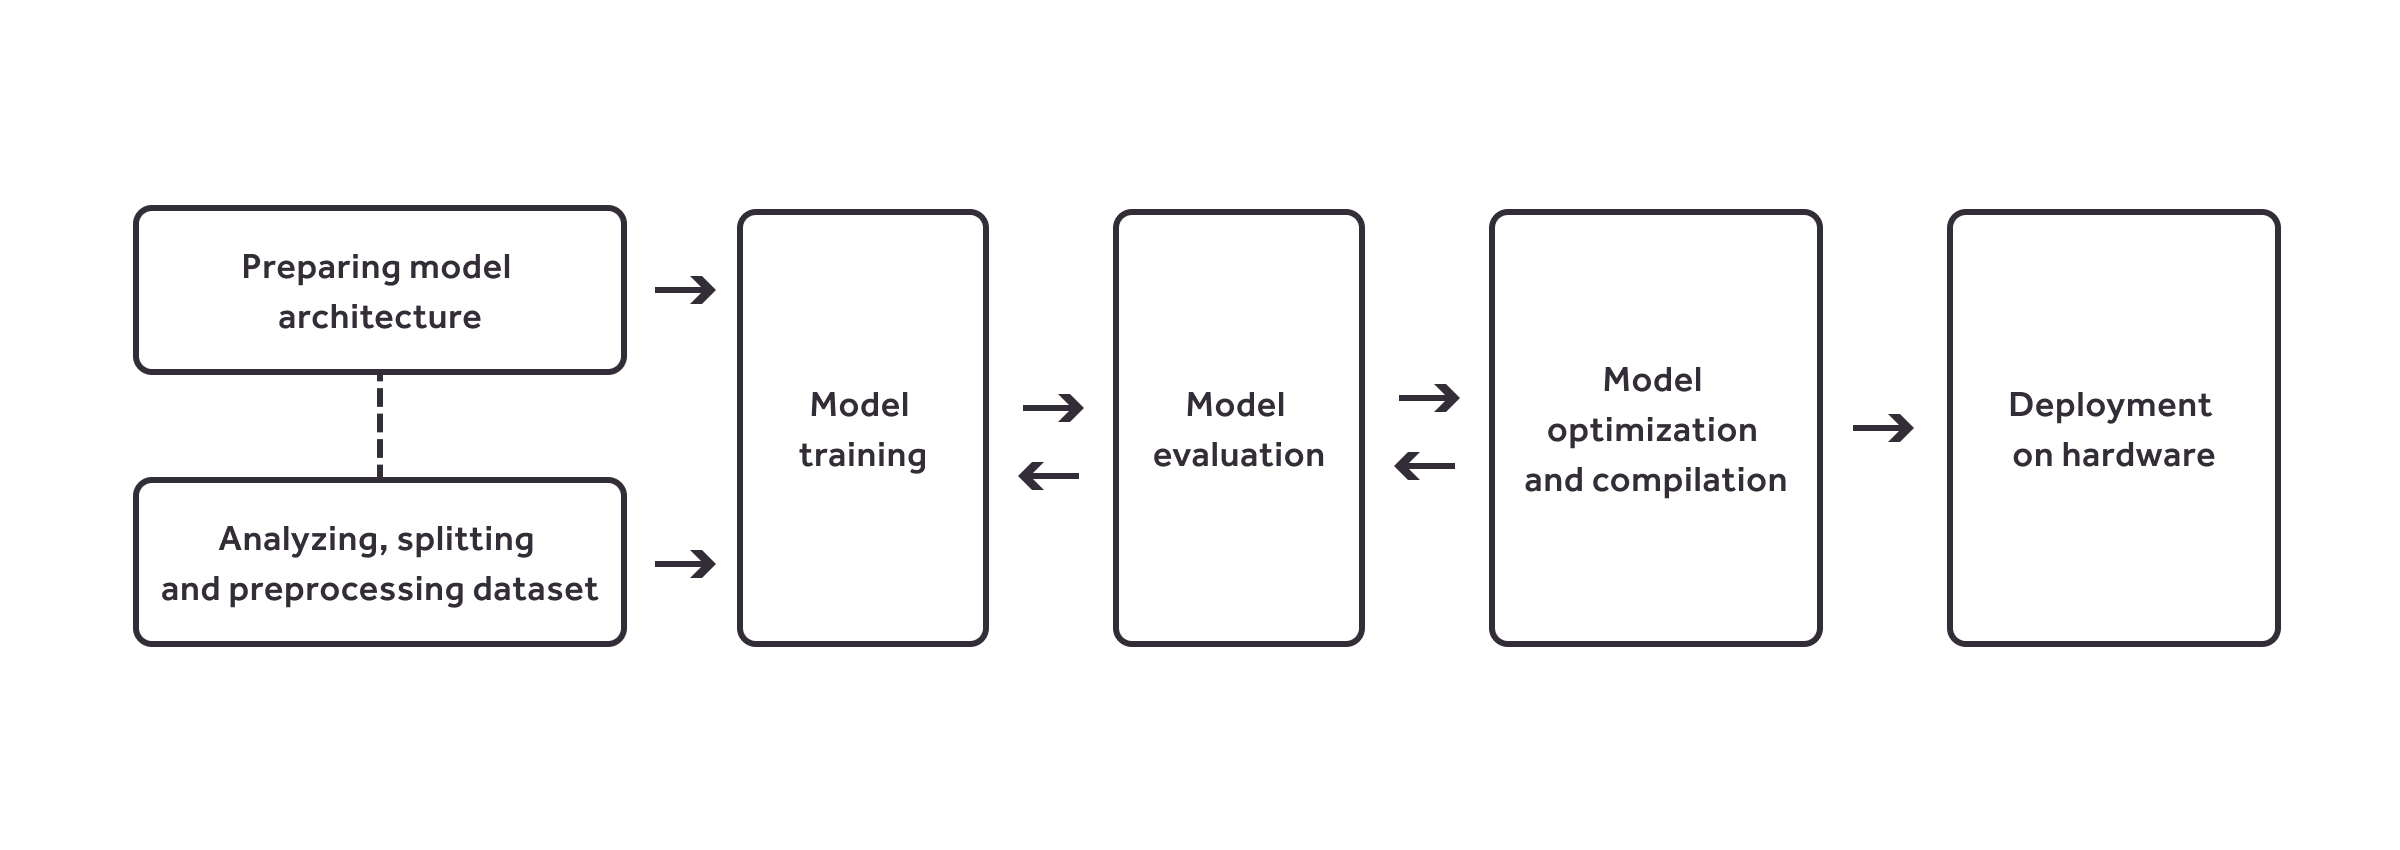 Preparing model
architecture
Analyzing, splitting
and preprocessing dataset
Model
training
Model
evaluation
Model
optimization
and compilation
Deployment
on hardware